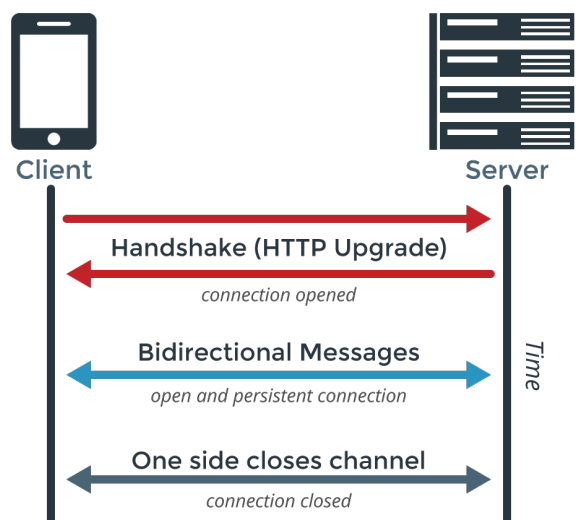 Client
Server
Handshake (HTTP Upgrade)
connection opened
Bidirectional Messages
open and persistent connection
Time
One side closes channel
connection closed